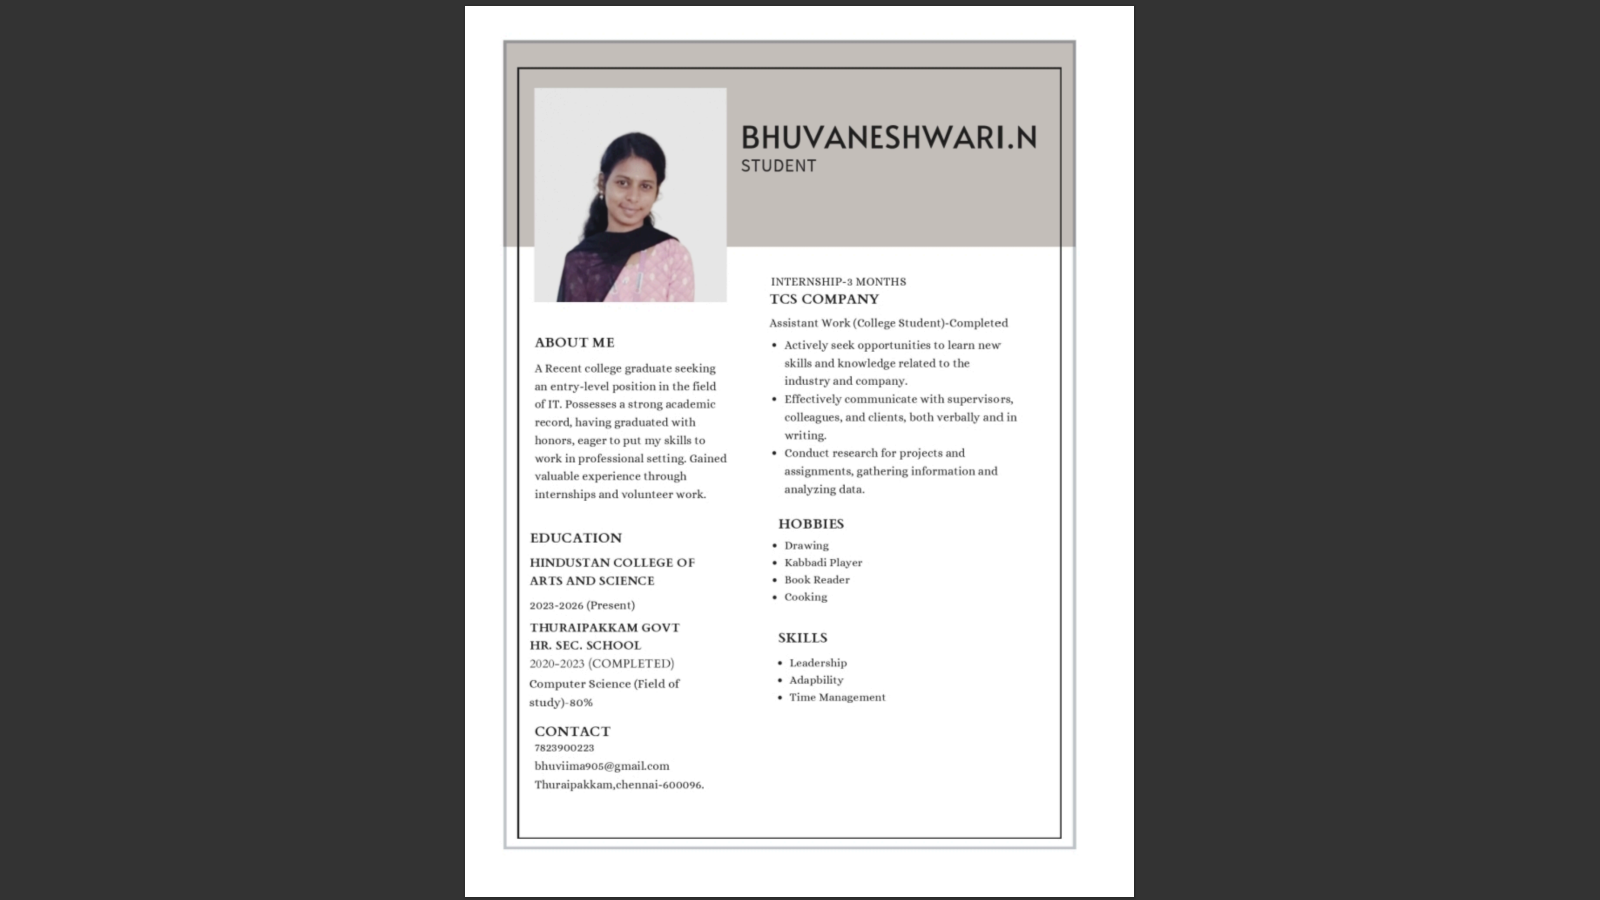 BHUVANESHWARI.N
STUDENT
ABOUT ME
A Recent college graduate seeking
an entry-level position in the field
of IT. Possesses a strong academic
record, having graduated with
honors, eager to put my skills to
work in professional setting. Gained
valuable experience through
internships and volunteer work.
EDUCATION
HINDUSTAN COLLEGE OF
ARTS AND SCIENCE
2023-2026 (Present)
THURAIPAKKAM GOVT
HR. SEC. SCHOOL
2020-2023 (COMPLETED)
Computer Science (Field of
study)-80%
CONTACT
7823900223
bhuviima905@gmail.com
Thuraipakkam,chennai-600096.
INTERNSHIP-3 MONTHS
TCS COMPANY
Assistant Work (College Student)-Completed
• Actively seek opportunities to learn new
skills and knowledge related to the
industry and company.
• Effectively communicate with supervisors,
colleagues, and clients, both verbally and in
writing.
• Conduct research for projects and
assignments, gathering information and
analyzing data.
HOBBIES
• Drawing
• Kabbadi Player
• Book Reader
• Cooking
SKILLS
• Leadership
• Adapbility
• Time Management